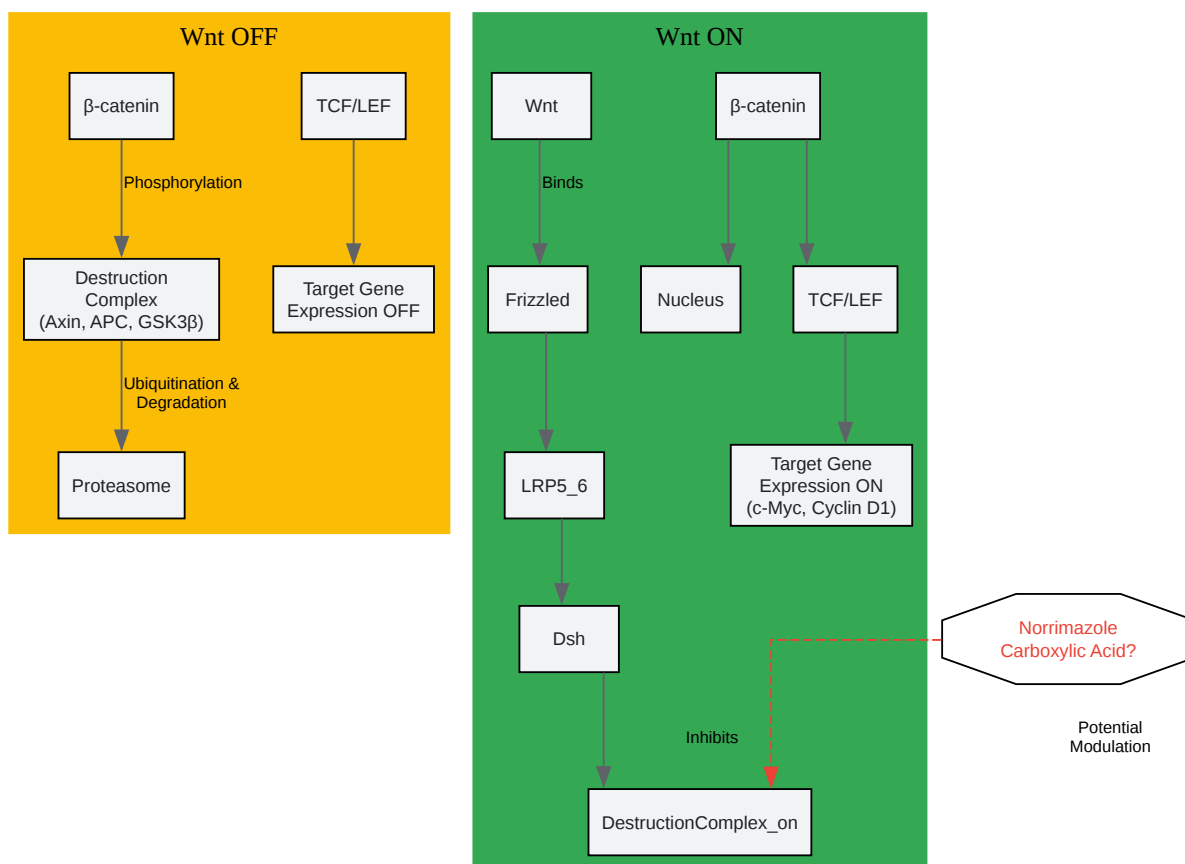 Wnt OFF
β-catenin
TCF/LEF
Phosphorylation
Destruction
Complex
(Axin, APC, GSK3β)
Target Gene
Expression OFF
Ubiquitination &
Degradation
Proteasome
Wnt ON
Wnt
β-catenin
Binds
Frizzled
Nucleus
TCF/LEF
LRP5_6
Target Gene
Expression ON
(c-Myc, Cyclin D1)
Dsh
Norrimazole
Carboxylic Acid?
Inhibits
Potential
Modulation
DestructionComplex_on